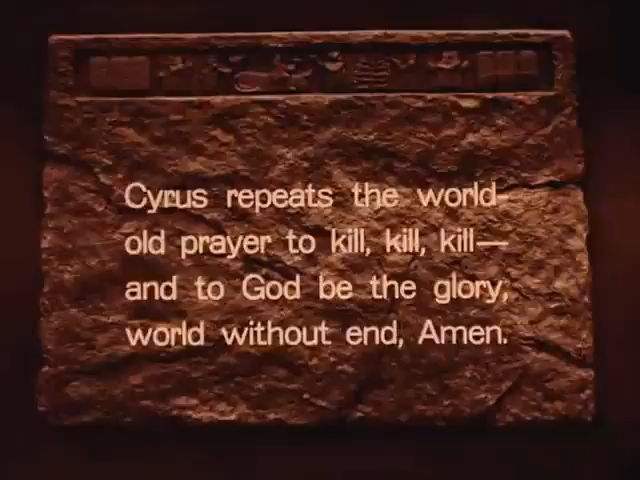 Cyrus repeats the world-
old prayer to kill, kill, kill—
and to God be the glory,
world without end, Amen.